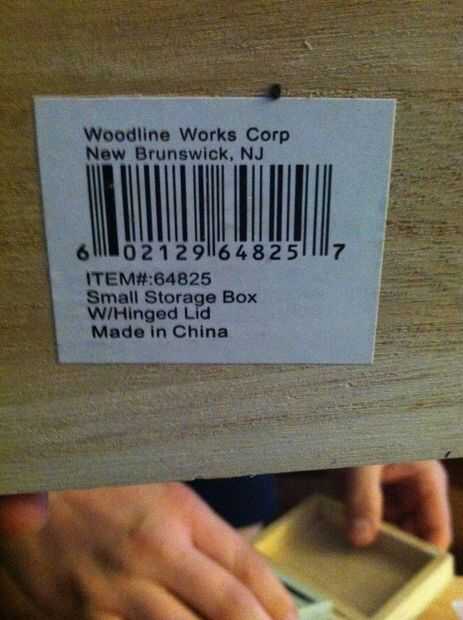 Woodline Works Corp
New Brunswick, NJ
6 02129 64825 7
ITEM#:64825
Small Storage Box
W/Hinged Lid
Made in China